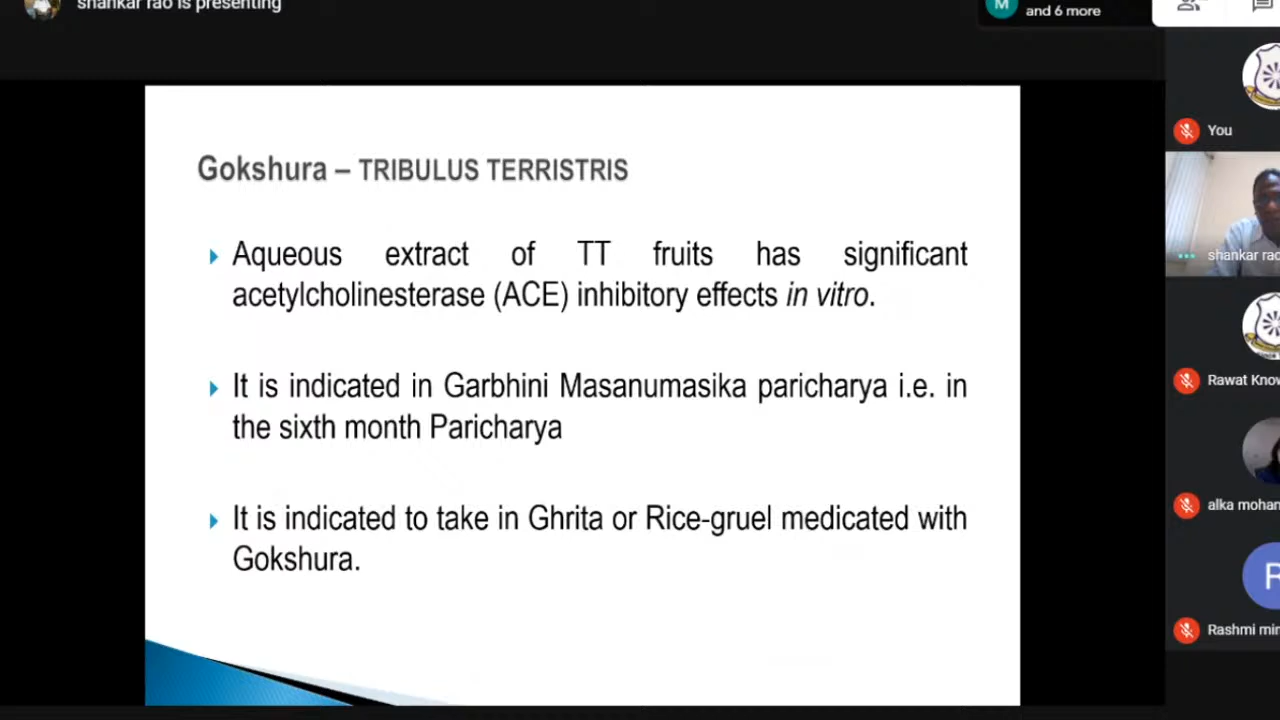 shankar rao is presenting
M
and 6 more
Gokshura – TRIBULUS TERRISTRIS
Aqueous extract of TT fruits has significant
acetylcholinesterase (ACE) inhibitory effects in vitro.
It is indicated in Garbhini Masanumasika paricharya i.e. in
the sixth month Paricharya
It is indicated to take in Ghrita or Rice-gruel medicated with
Gokshura.
You
shankar rao
Rawat Know
alka mohan
R
Rashmi